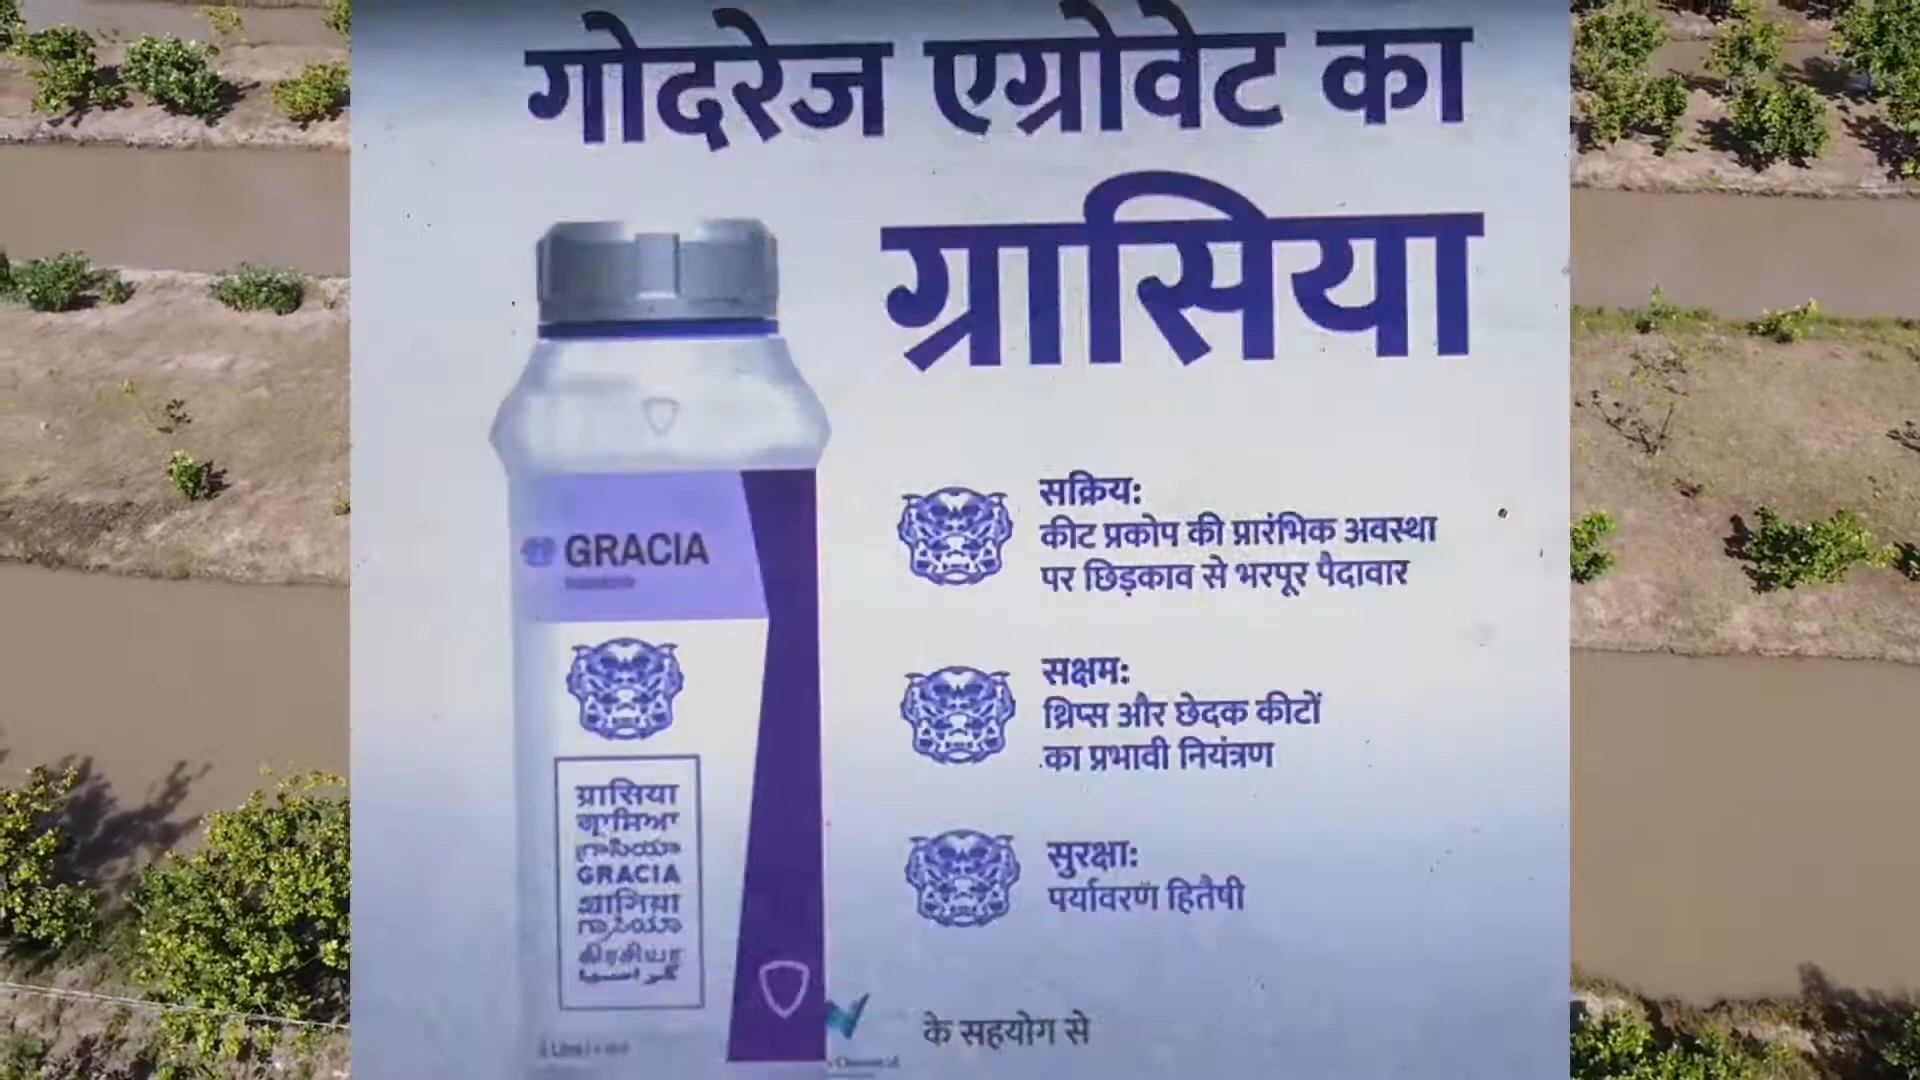 गोदरेज एग्रोवेट का
ग्रासिया
GRACIA
सक्रिय:
कीट प्रकोप की प्रारंभिक अवस्था
पर छिड़काव से भरपूर पैदावार
सक्षम:
थ्रिप्स और छेदक कीटों
का प्रभावी नियंत्रण
सुरक्षा:
पर्यावरण हितैषी
ग्रासिया
GRACIA
के सहयोग से